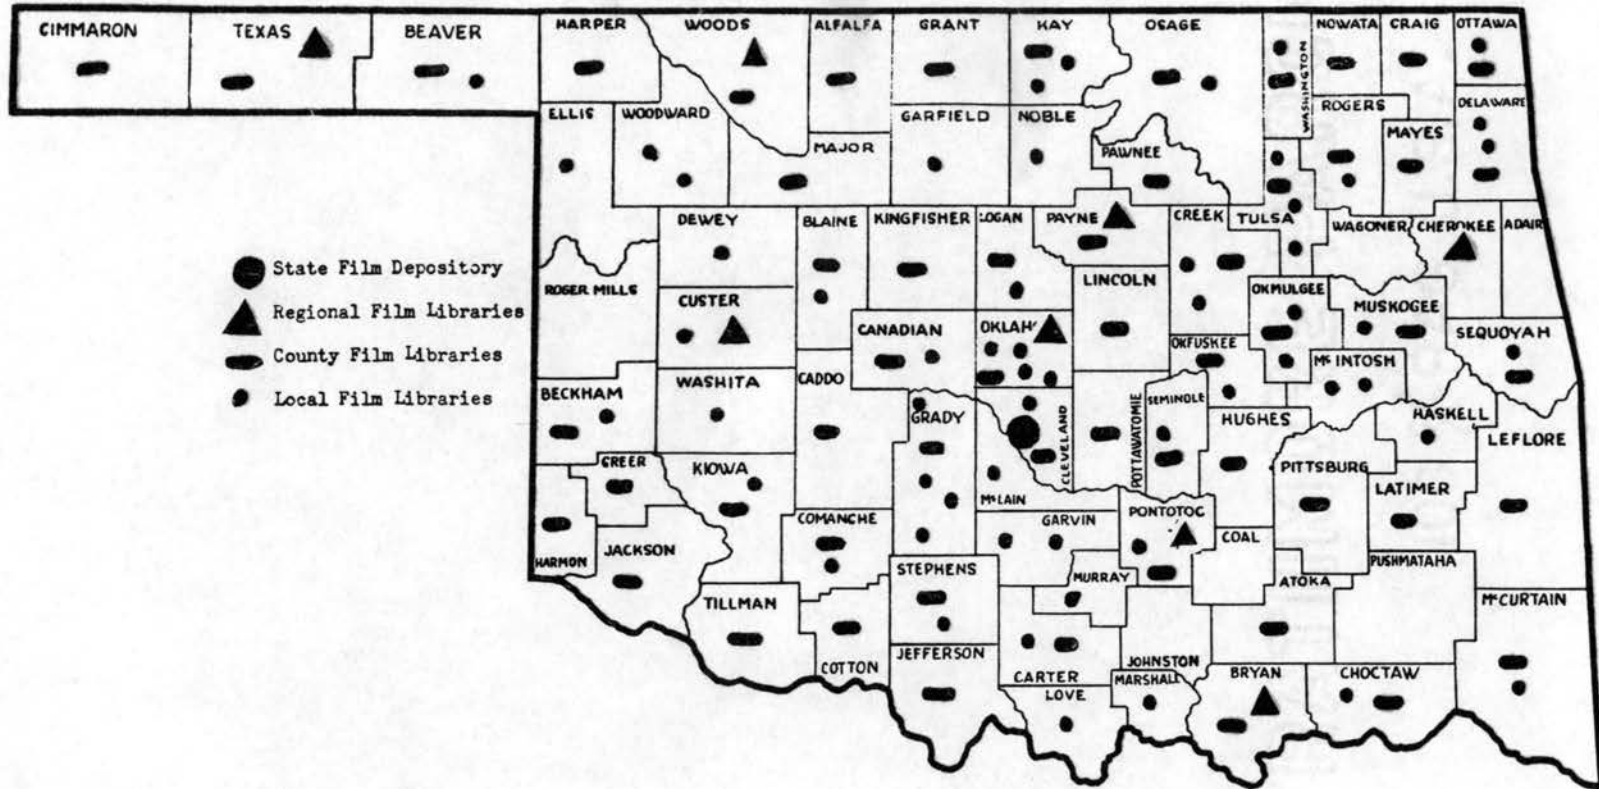 CIMMARON
TEXAS
BEAVER
HARPER
WOODS
ALFALFA
GRANT
KAY
OSAGE
WASHINGTON
NOWATA
CRAIG
OTTAWA
ELLIS
WOODWARD
MAJOR
GARFIELD
NOBLE
PAWNEE
ROGERS
MAYES
DELAWARE
DEWEY
BLAINE
KINGFISHER
LOGAN
PAYNE
CREEK
TULSA
WAGONER
CHEROKEE
ADAIR
State Film Depository
Regional Film Libraries
County Film Libraries
Local Film Libraries
ROGER MILLS
CUSTER
CANADIAN
OKLAH
LINCOLN
OKMULGEE
MUSKOGEE
SEQUOYAH
OKFUSKEE
McINTOSH
BECKHAM
WASHITA
CADDO
GRADY
CLEVELAND
POTTAWATOMIE
SEMINOLE
HUGHES
HASKELL
LEFLORE
GREER
KIOWA
McLAIN
PITTSBURG
LATIMER
HARMON
JACKSON
COMANCHE
GARVIN
PONTOTOC
COAL
STEPHENS
MURRAY
ATOKA
PUSHMATAHA
TILLMAN
COTTON
JEFFERSON
CARTER
JOHNSTON
McCURTAIN
LOVE
MARSHALL
BRYAN
CHOCTAW